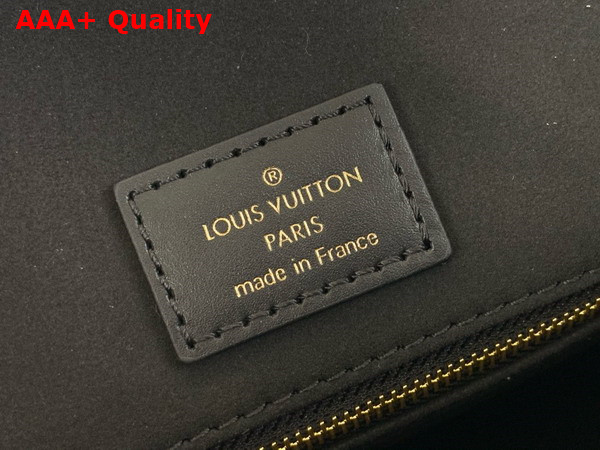 AAA+ Quality
®
LOUIS VUITTON
PARIS
made in France